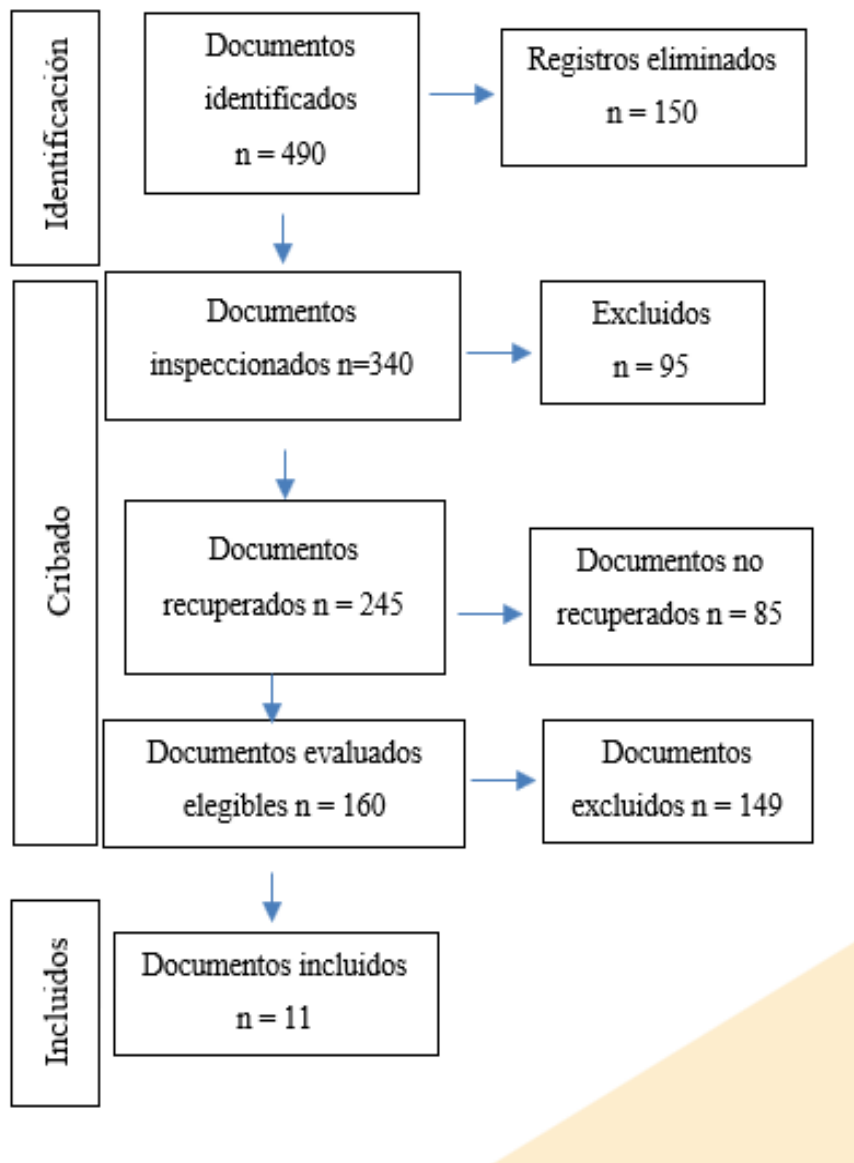 Identificación
Documentos
identificados
n = 490
Registros eliminados
n = 150
Cribado
Documentos
inspeccionados n=340
Excluidos
n = 95
Documentos
recuperados n = 245
Documentos no
recuperados n = 85
Documentos evaluados
elegibles n = 160
Documentos
excluidos n = 149
Incluidos
Documentos incluidos
n = 11